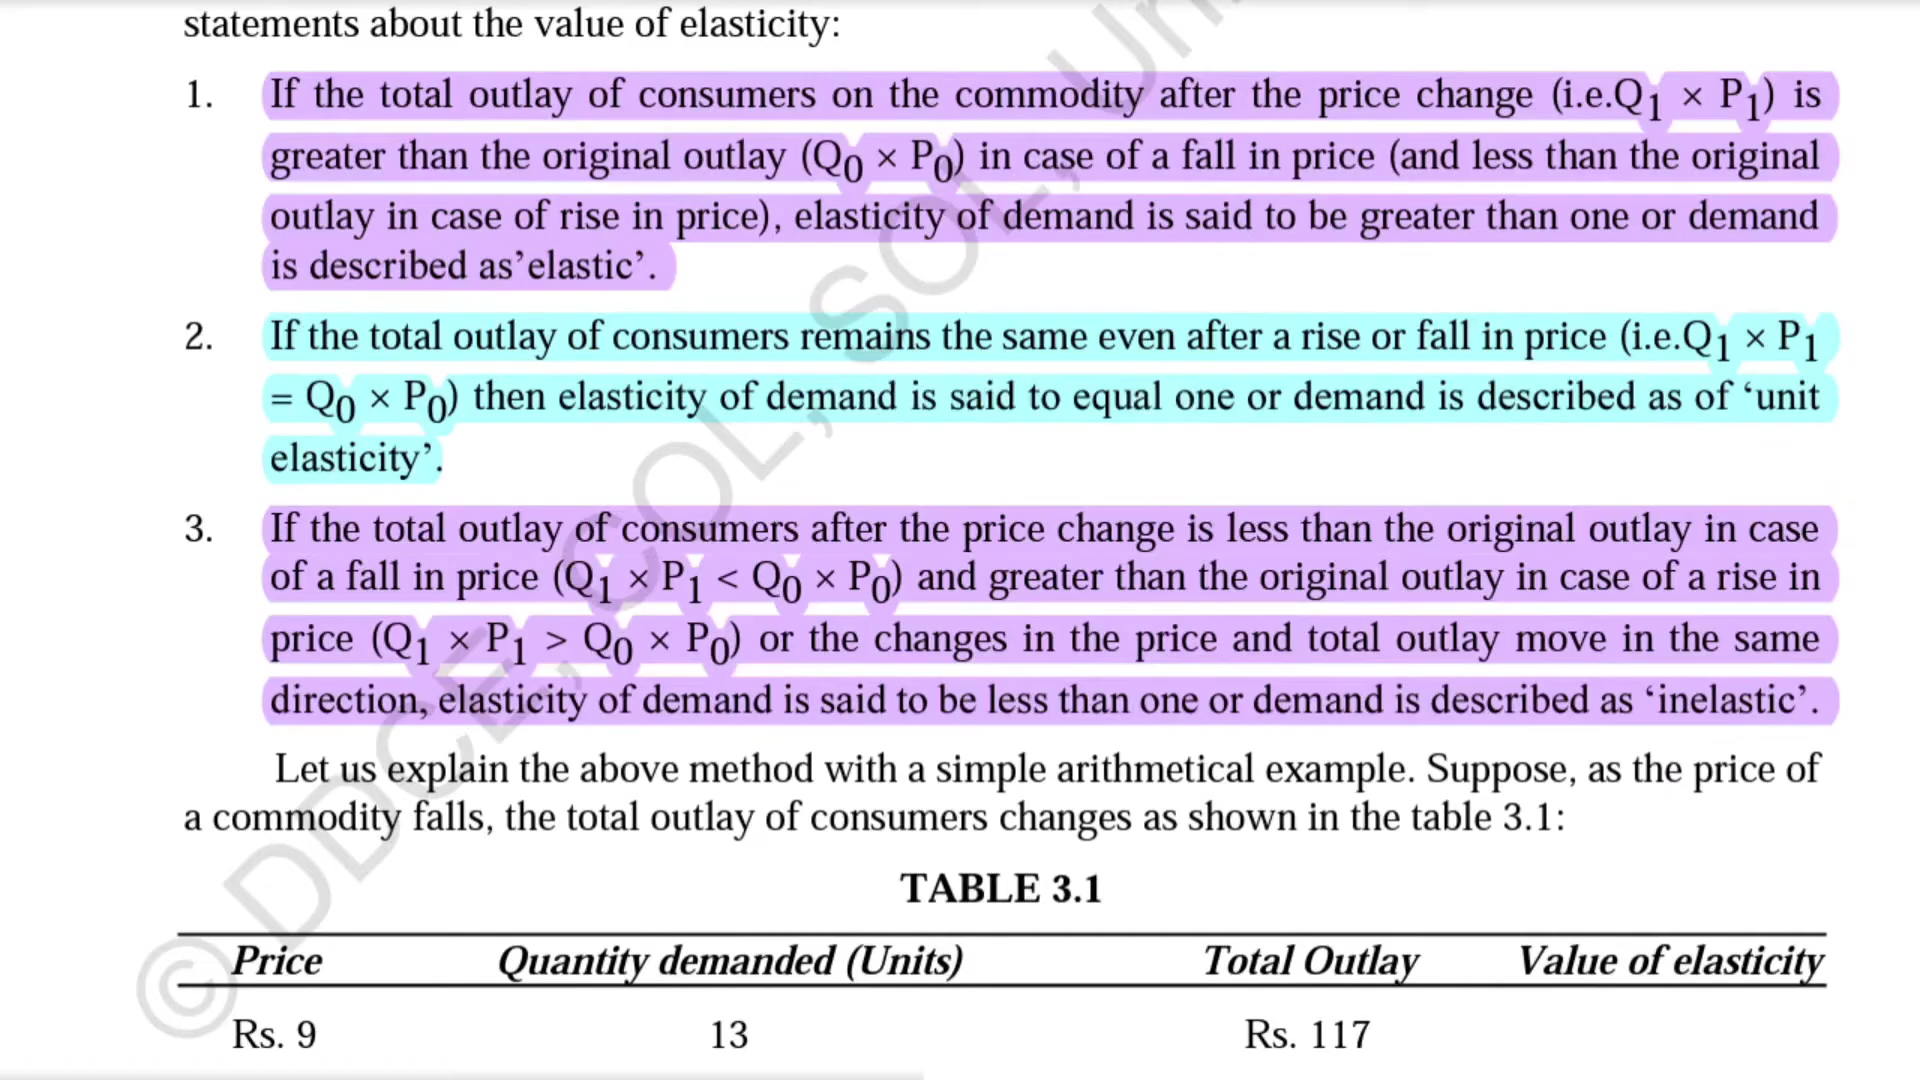 statements about the value of elasticity:
1. If the total outlay of consumers on the commodity after the price change (i.e.Q1 × P1) is
greater than the original outlay (Q0 × P0) in case of a fall in price (and less than the original
outlay in case of rise in price), elasticity of demand is said to be greater than one or demand
is described as’elastic’.
2. If the total outlay of consumers remains the same even after a rise or fall in price (i.e.Q1 × P1
= Q0 × P0) then elasticity of demand is said to equal one or demand is described as of ‘unit
elasticity’.
3. If the total outlay of consumers after the price change is less than the original outlay in case
of a fall in price (Q1 × P1 < Q0 × P0) and greater than the original outlay in case of a rise in
price (Q1 × P1 > Q0 × P0) or the changes in the price and total outlay move in the same
direction, elasticity of demand is said to be less than one or demand is described as ‘inelastic’.
Let us explain the above method with a simple arithmetical example. Suppose, as the price of
a commodity falls, the total outlay of consumers changes as shown in the table 3.1:
TABLE 3.1
Price Quantity demanded (Units) Total Outlay Value of elasticity
Rs. 9 13 Rs. 117
© DDCE, COL, SOL,